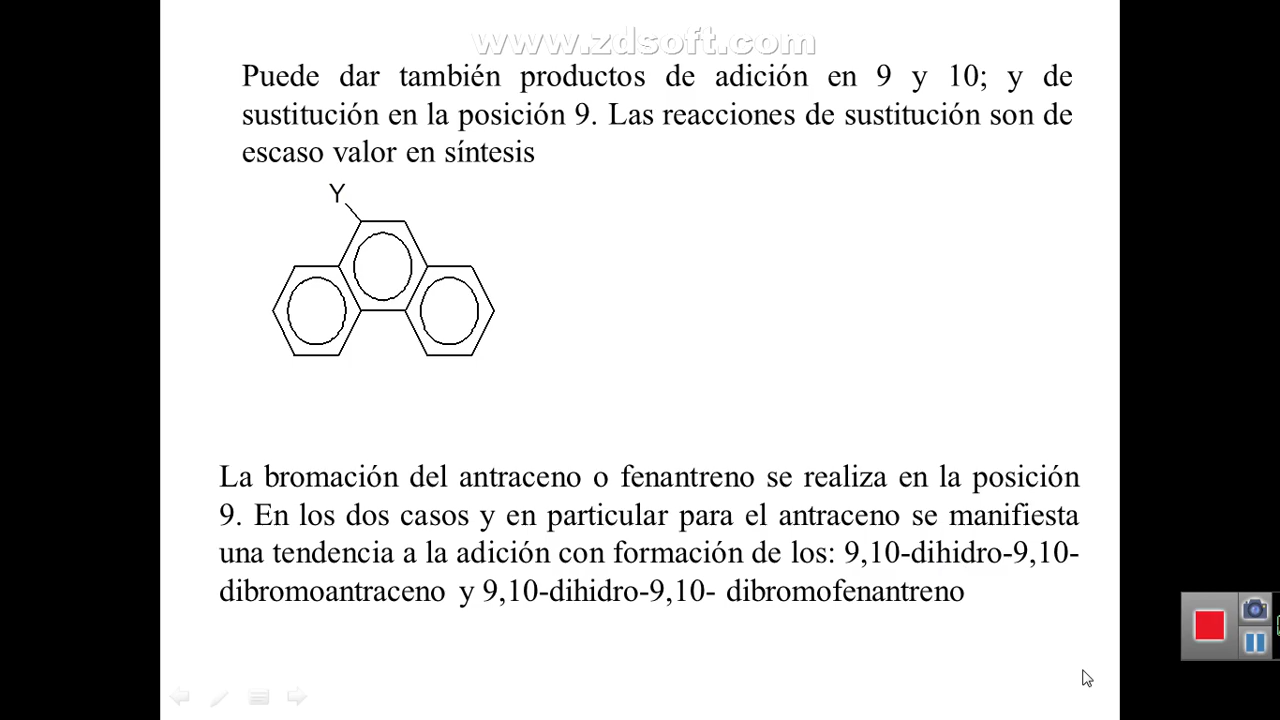 www.zdsoft.com
Puede dar también productos de adición en 9 y 10; y de
sustitución en la posición 9. Las reacciones de sustitución son de
escaso valor en síntesis
Y
La bromación del antraceno o fenantreno se realiza en la posición
9. En los dos casos y en particular para el antraceno se manifiesta
una tendencia a la adición con formación de los: 9,10-dihidro-9,10-
dibromoantraceno y 9,10-dihidro-9,10- dibromofenantreno